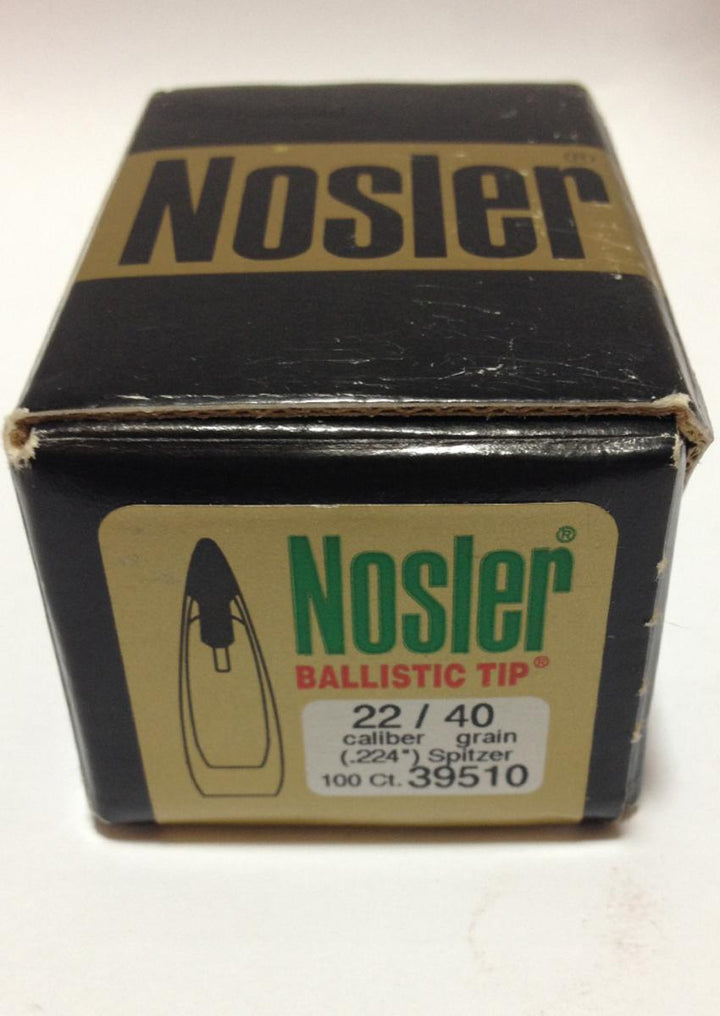 Nosler®
Nosler®
BALLISTIC TIP®
22 / 40
caliber grain
(.224") Spitzer
100 Ct. 39510